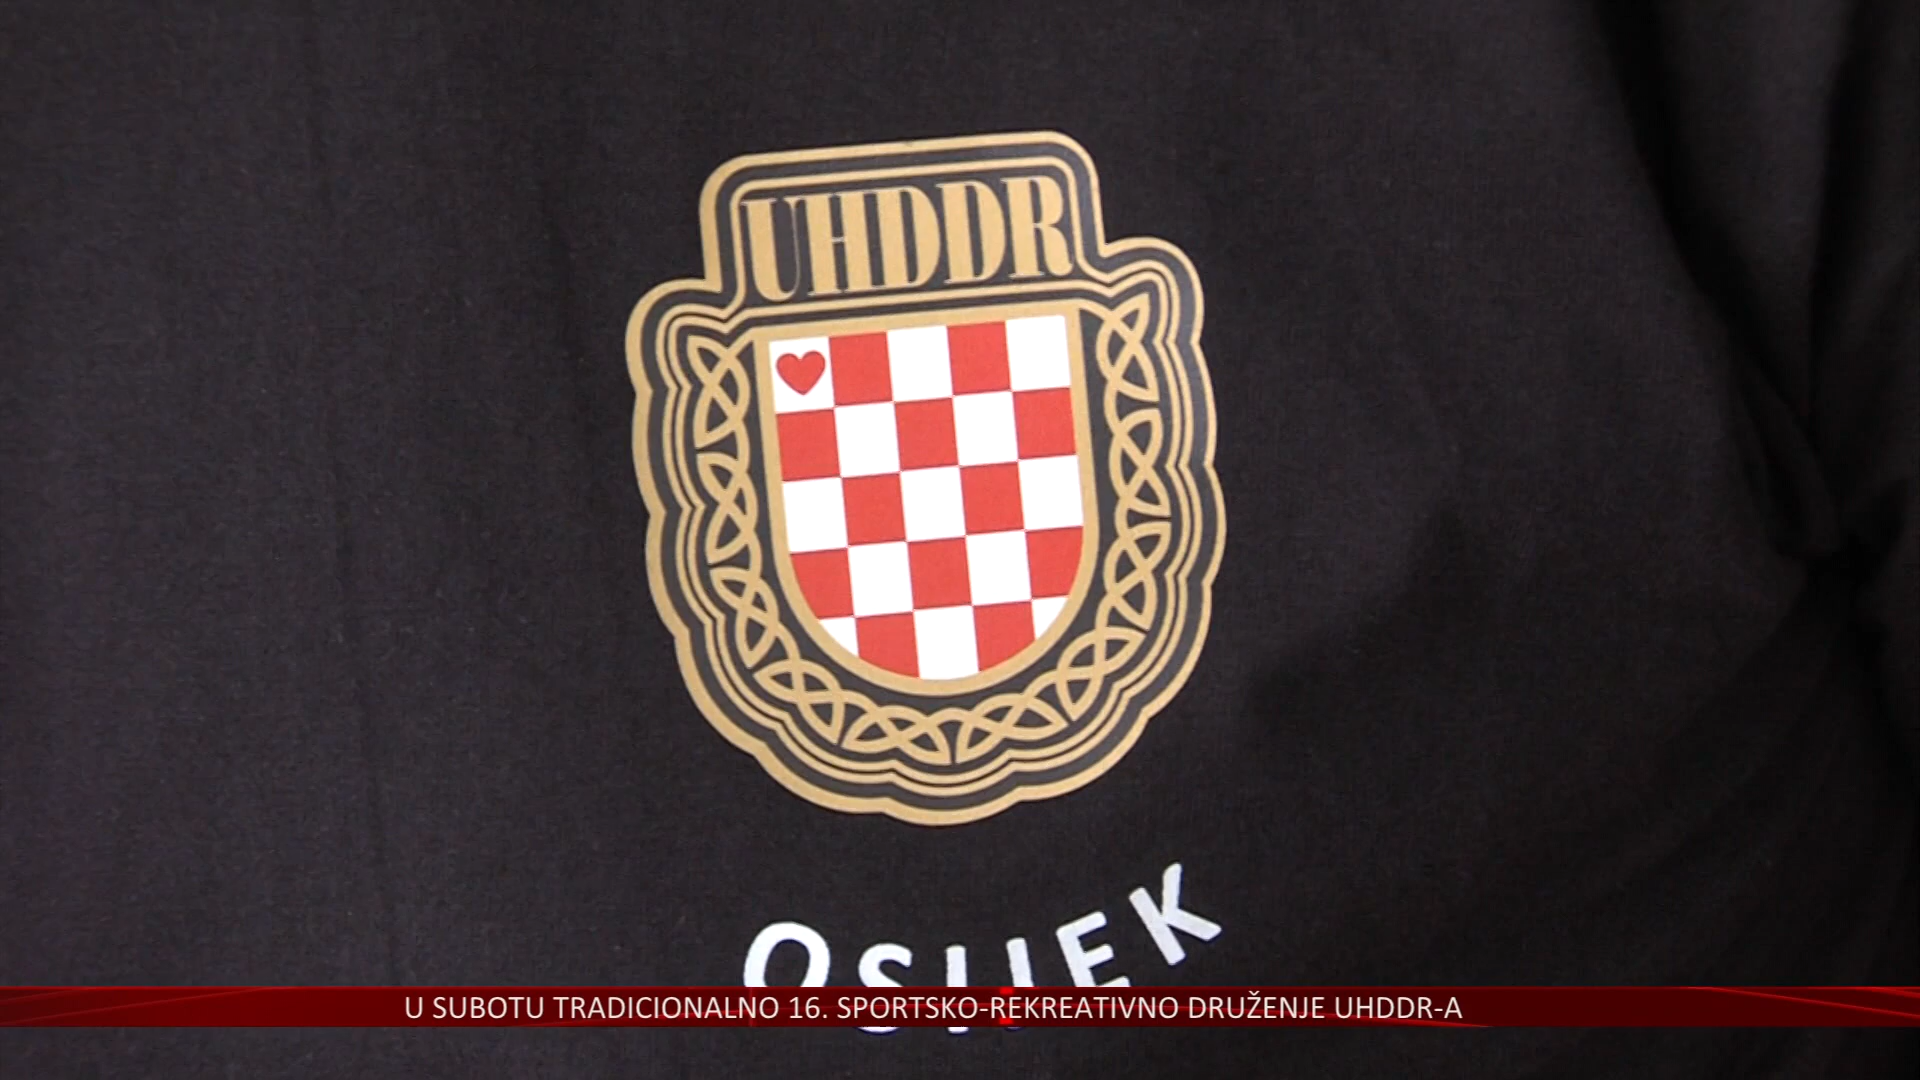 UHDDR
OSIJEK
U SUBOTU TRADICIONALNO 16. SPORTSKO-REKREATIVNO DRUŽENJE UHDDR-A